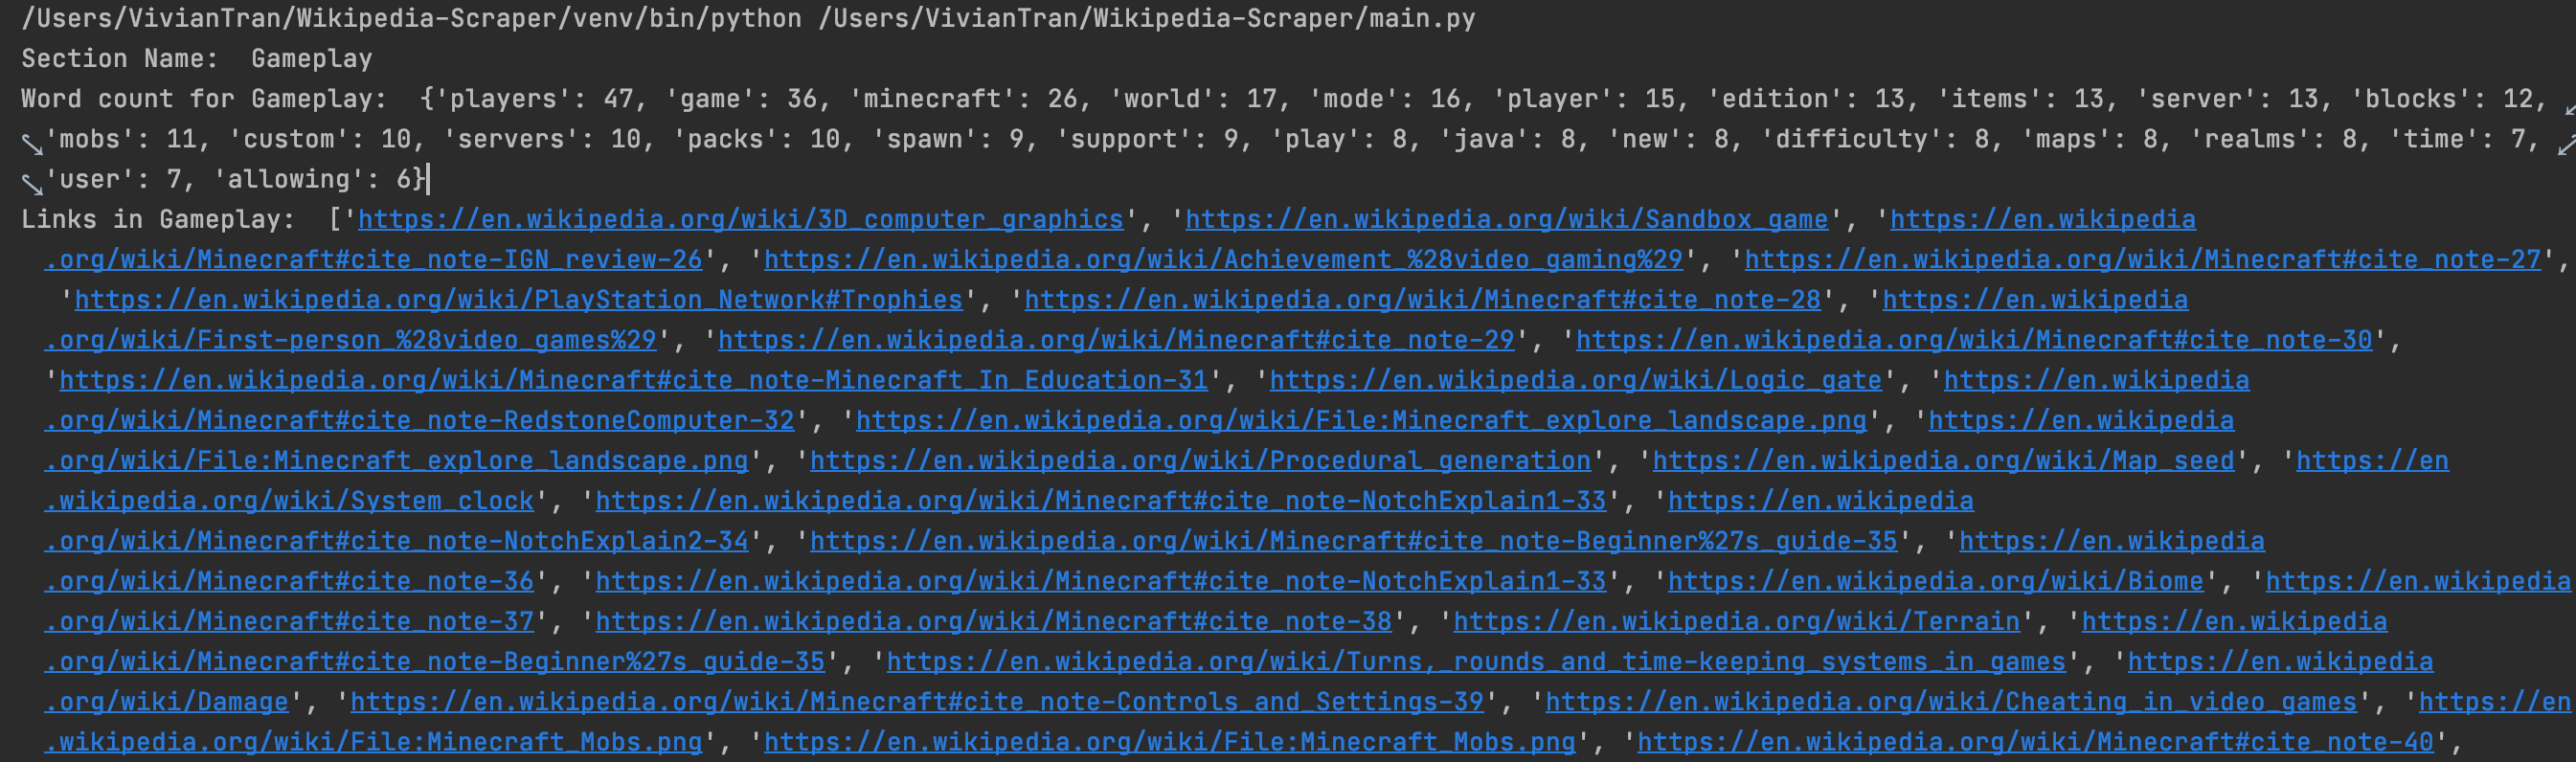 /Users/VivianTran/Wikipedia-Scraper/venv/bin/python /Users/VivianTran/Wikipedia-Scraper/main.py
Section Name:  Gameplay
Word count for Gameplay:  {'players': 47, 'game': 36, 'minecraft': 26, 'world': 17, 'mode': 16, 'player': 15, 'edition': 13, 'items': 13, 'server': 13, 'blocks': 12,
'mobs': 11, 'custom': 10, 'servers': 10, 'packs': 10, 'spawn': 9, 'support': 9, 'play': 8, 'java': 8, 'new': 8, 'difficulty': 8, 'maps': 8, 'realms': 8, 'time': 7,
'user': 7, 'allowing': 6}
Links in Gameplay:  ['https://en.wikipedia.org/wiki/3D_computer_graphics', 'https://en.wikipedia.org/wiki/Sandbox_game', 'https://en.wikipedia
.org/wiki/Minecraft#cite_note-IGN_review-26', 'https://en.wikipedia.org/wiki/Achievement_%28video_gaming%29', 'https://en.wikipedia.org/wiki/Minecraft#cite_note-27',
'https://en.wikipedia.org/wiki/PlayStation_Network#Trophies', 'https://en.wikipedia.org/wiki/Minecraft#cite_note-28', 'https://en.wikipedia
.org/wiki/First-person_%28video_games%29', 'https://en.wikipedia.org/wiki/Minecraft#cite_note-29', 'https://en.wikipedia.org/wiki/Minecraft#cite_note-30',
'https://en.wikipedia.org/wiki/Minecraft#cite_note-Minecraft_In_Education-31', 'https://en.wikipedia.org/wiki/Logic_gate', 'https://en.wikipedia
.org/wiki/Minecraft#cite_note-RedstoneComputer-32', 'https://en.wikipedia.org/wiki/File:Minecraft_explore_landscape.png', 'https://en.wikipedia
.org/wiki/File:Minecraft_explore_landscape.png', 'https://en.wikipedia.org/wiki/Procedural_generation', 'https://en.wikipedia.org/wiki/Map_seed', 'https://en
.wikipedia.org/wiki/System_clock', 'https://en.wikipedia.org/wiki/Minecraft#cite_note-NotchExplain1-33', 'https://en.wikipedia
.org/wiki/Minecraft#cite_note-NotchExplain2-34', 'https://en.wikipedia.org/wiki/Minecraft#cite_note-Beginner%27s_guide-35', 'https://en.wikipedia
.org/wiki/Minecraft#cite_note-36', 'https://en.wikipedia.org/wiki/Minecraft#cite_note-NotchExplain1-33', 'https://en.wikipedia.org/wiki/Biome', 'https://en.wikipedia
.org/wiki/Minecraft#cite_note-37', 'https://en.wikipedia.org/wiki/Minecraft#cite_note-38', 'https://en.wikipedia.org/wiki/Terrain', 'https://en.wikipedia
.org/wiki/Minecraft#cite_note-Beginner%27s_guide-35', 'https://en.wikipedia.org/wiki/Turns,_rounds_and_time-keeping_systems_in_games', 'https://en.wikipedia
.org/wiki/Damage', 'https://en.wikipedia.org/wiki/Minecraft#cite_note-Controls_and_Settings-39', 'https://en.wikipedia.org/wiki/Cheating_in_video_games', 'https://en
.wikipedia.org/wiki/File:Minecraft_Mobs.png', 'https://en.wikipedia.org/wiki/File:Minecraft_Mobs.png', 'https://en.wikipedia.org/wiki/Minecraft#cite_note-40',